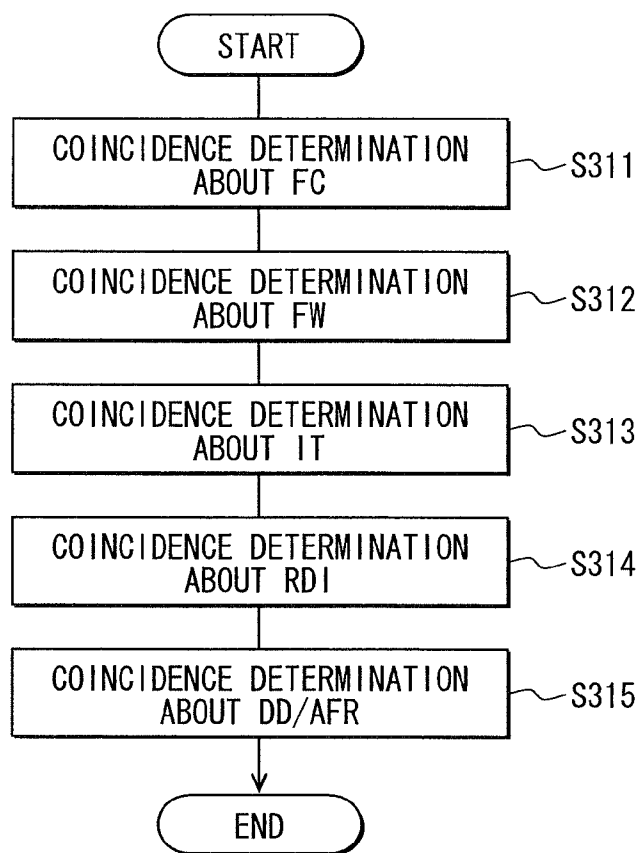 START
COINCIDENCE DETERMINATION
ABOUT FC
S311
COINCIDENCE DETERMINATION
ABOUT FW
S312
COINCIDENCE DETERMINATION
ABOUT IT
S313
COINCIDENCE DETERMINATION
ABOUT RDI
S314
COINCIDENCE DETERMINATION
ABOUT DD/AFR
S315
END